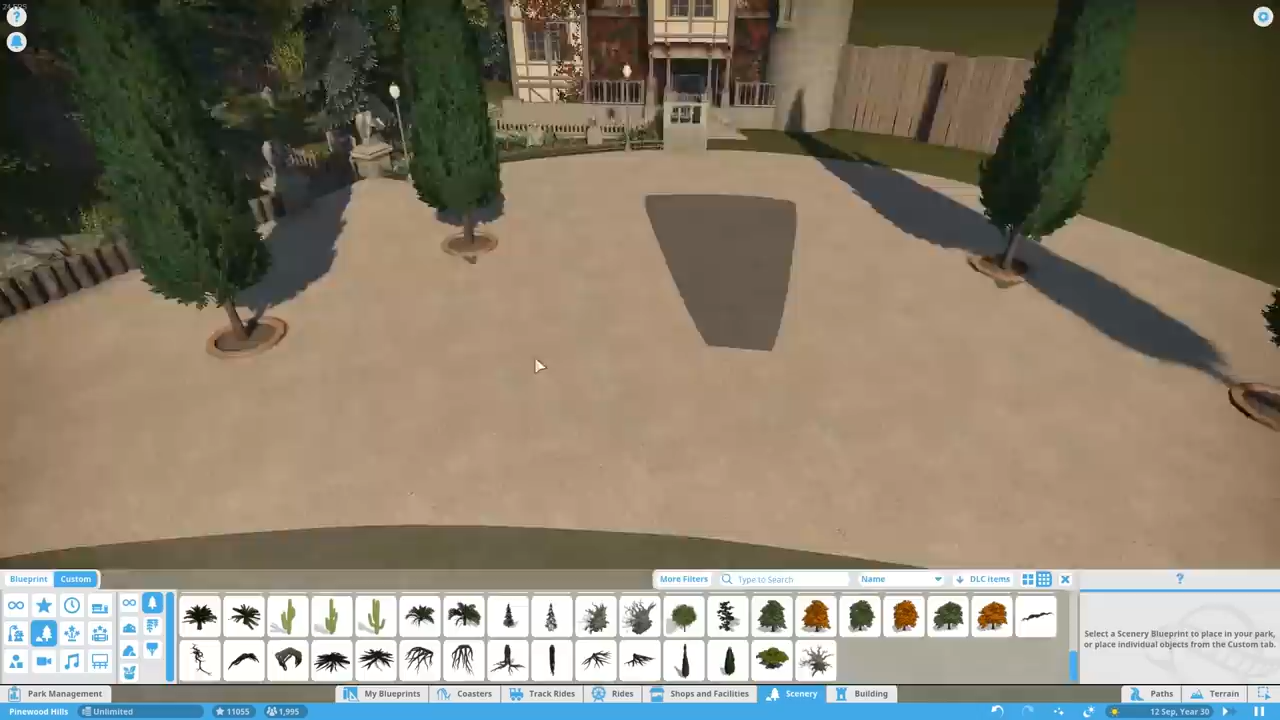 Blueprint Custom More Filters Type to Search Name DLC items
Select a Scenery Blueprint to place in your park,
or place individual objects from the Custom tab.
Park Management My Blueprints Coasters Track Rides Rides Shops and Facilities Scenery Building Paths Terrain
Pinewood Hills Unlimited 11055 1,995 12 Sep, Year 30